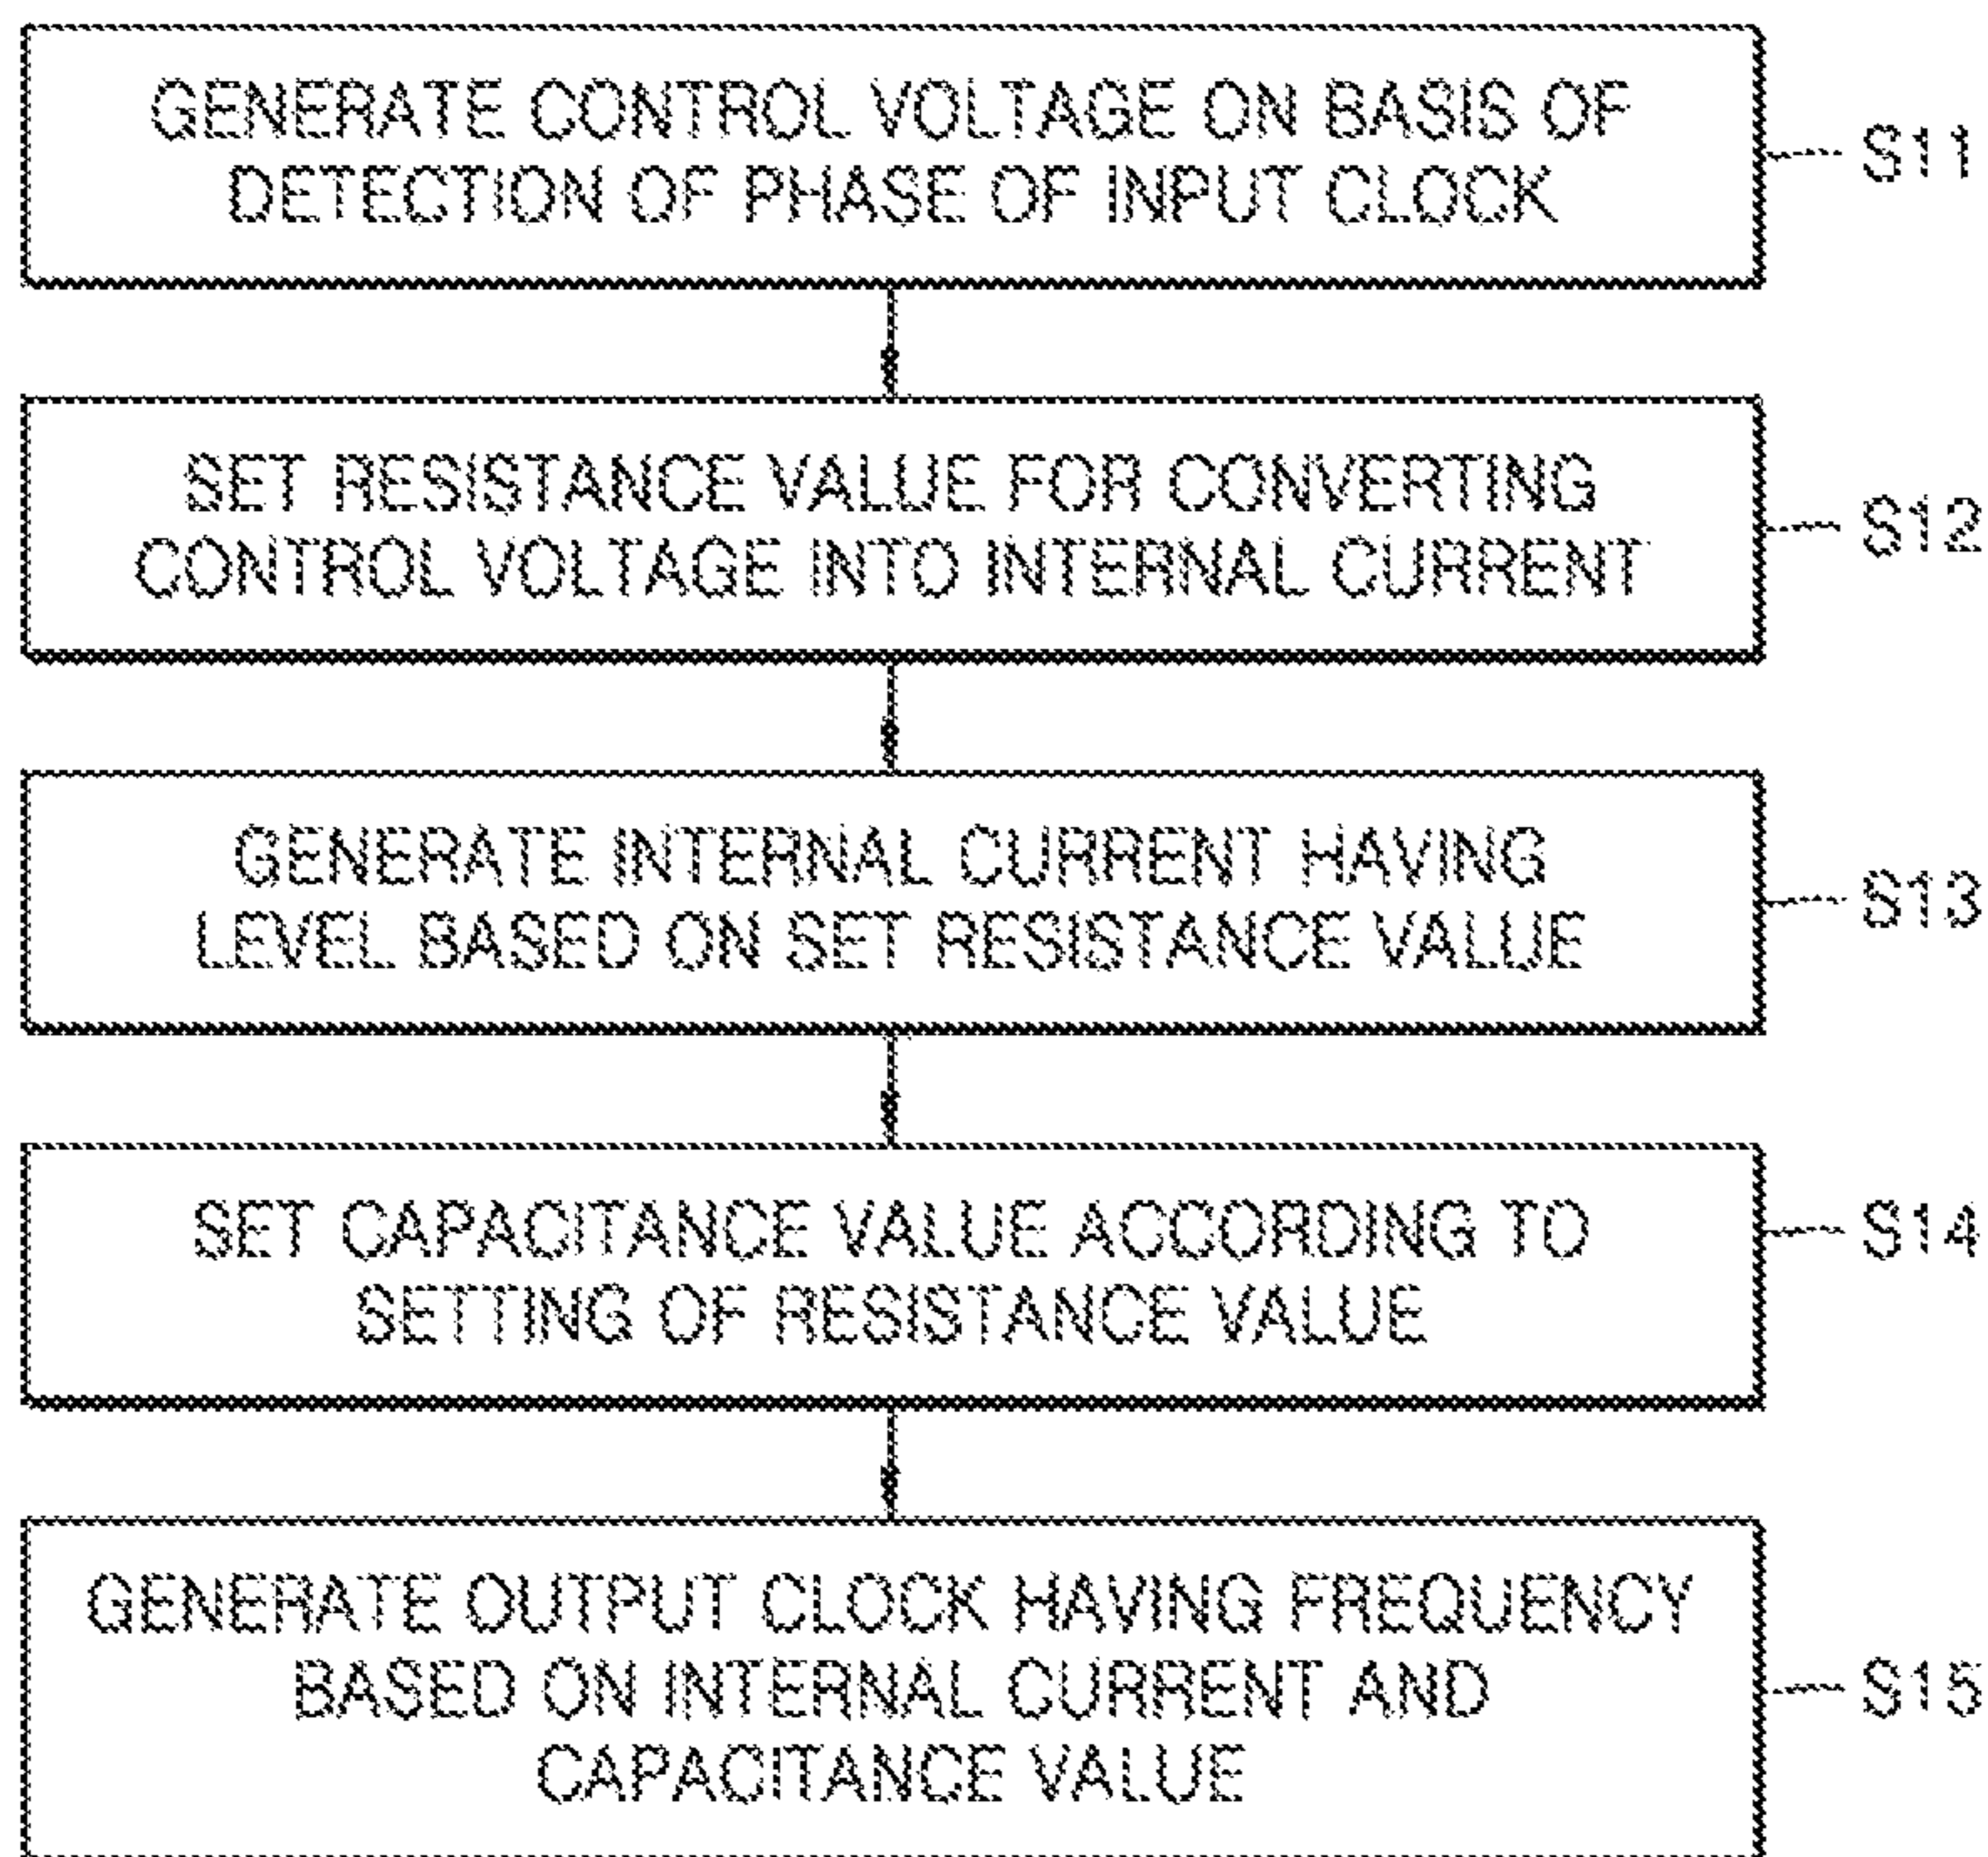 GENERATE CONTROL VOLTAGE ON BASIS OF
DETECTION OF PHASE OF INPUT CLOCK
S11
SET RESISTANCE VALUE FOR CONVERTING
CONTROL VOLTAGE INTO INTERNAL CURRENT
S12
GENERATE INTERNAL CURRENT HAVING
LEVEL BASED ON SET RESISTANCE VALUE
S13
SET CAPACITANCE VALUE ACCORDING TO
SETTING OF RESISTANCE VALUE
S14
GENERATE OUTPUT CLOCK HAVING FREQUENCY
BASED ON INTERNAL CURRENT AND
CAPACITANCE VALUE
S15